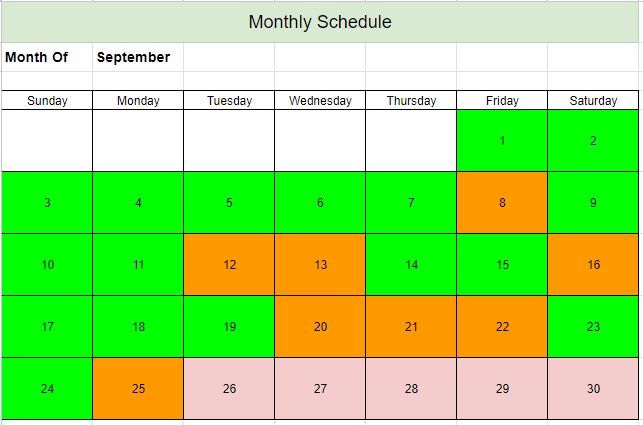 Monthly Schedule
Month Of September
Sunday Monday Tuesday Wednesday Thursday Friday Saturday
1 2
3 4 5 6 7 8 9
10 11 12 13 14 15 16
17 18 19 20 21 22 23
24 25 26 27 28 29 30